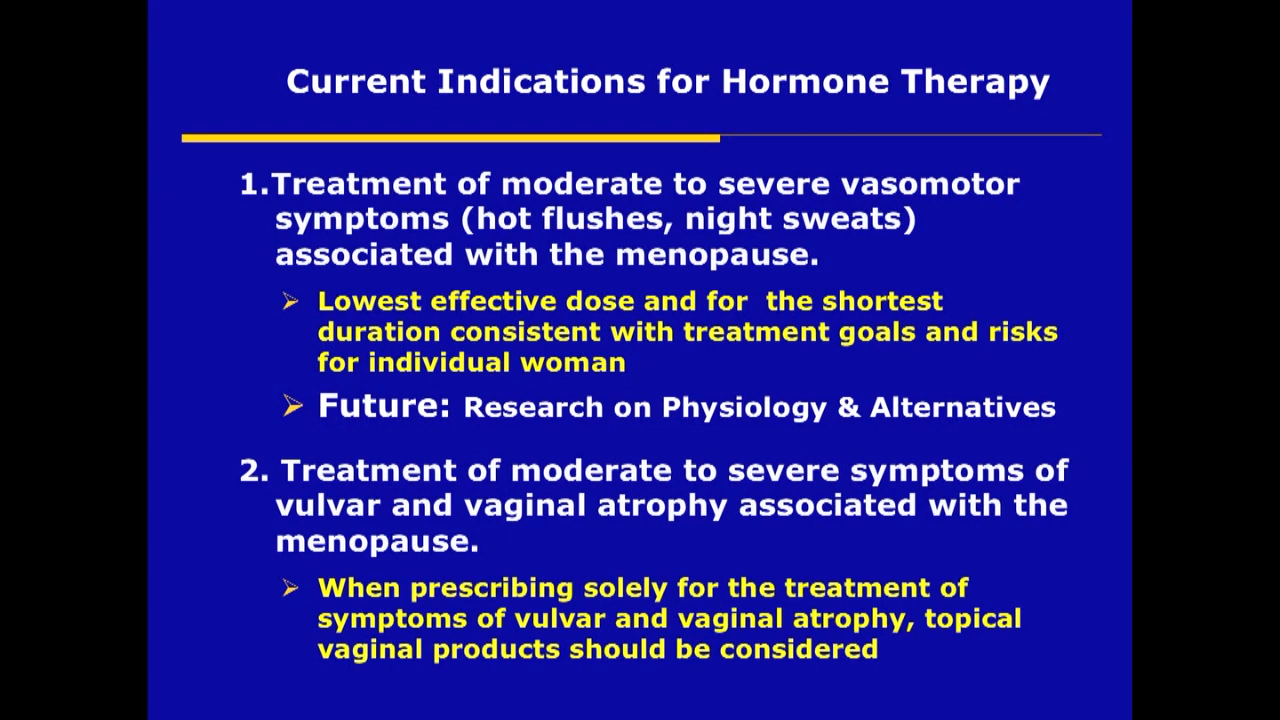 Current Indications for Hormone Therapy
1.Treatment of moderate to severe vasomotor
symptoms (hot flushes, night sweats)
associated with the menopause.
Lowest effective dose and for the shortest
duration consistent with treatment goals and risks
for individual woman
Future: Research on Physiology & Alternatives
2. Treatment of moderate to severe symptoms of
vulvar and vaginal atrophy associated with the
menopause.
When prescribing solely for the treatment of
symptoms of vulvar and vaginal atrophy, topical
vaginal products should be considered